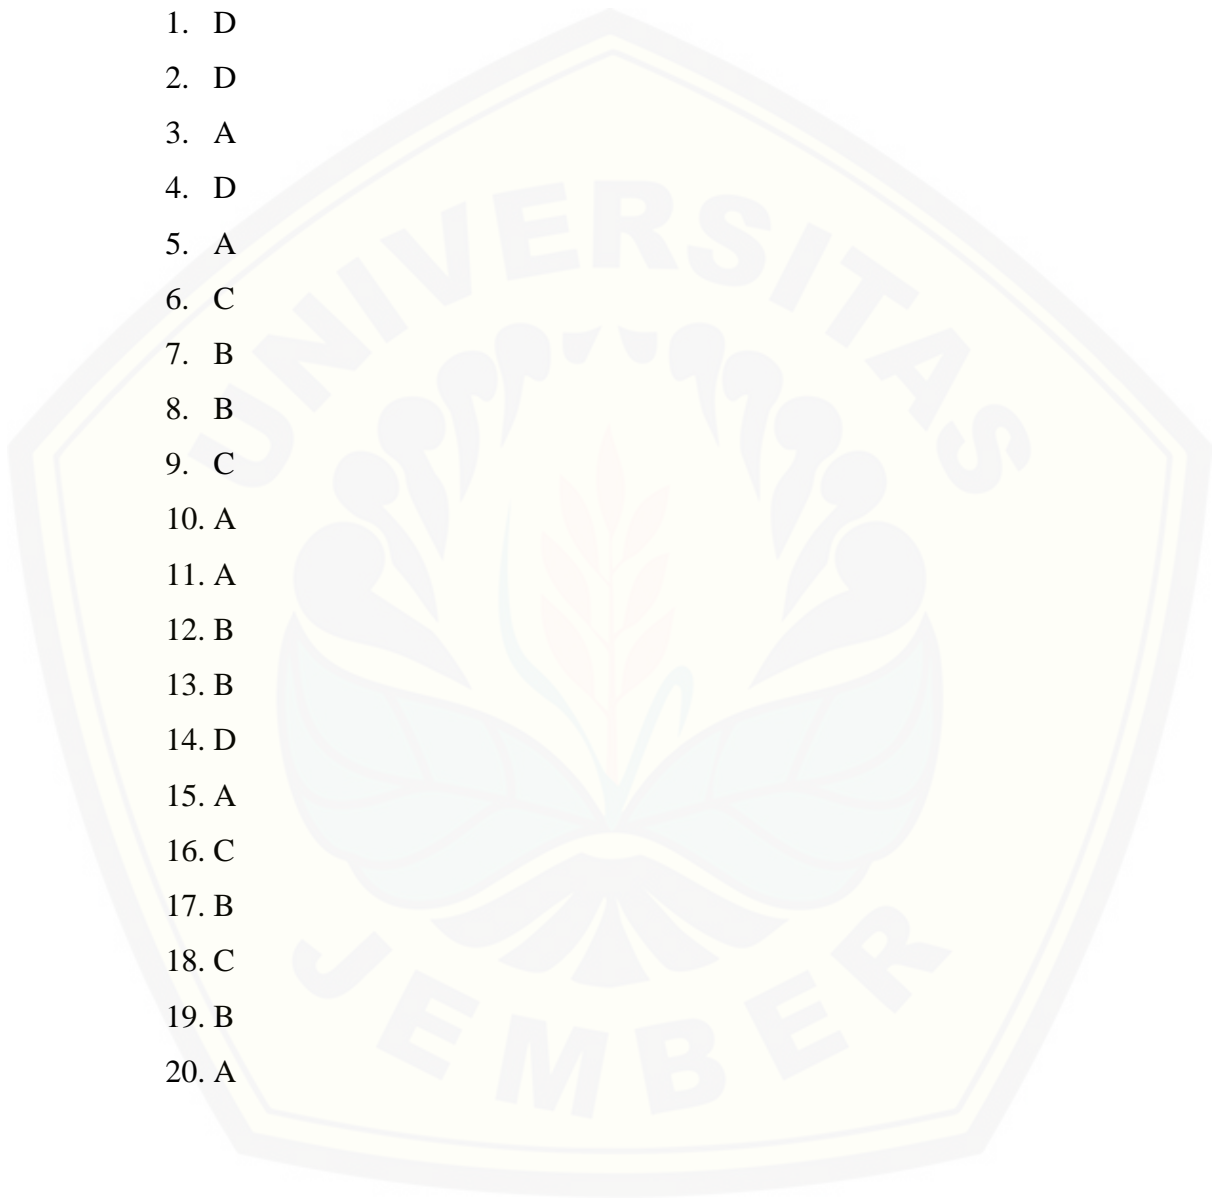 1. D
2. D
3. A
4. D
5. A
6. C
7. B
8. B
9. C
10. A
11. A
12. B
13. B
14. D
15. A
16. C
17. B
18. C
19. B
20. A
UNIVERSITAS
JEMBER